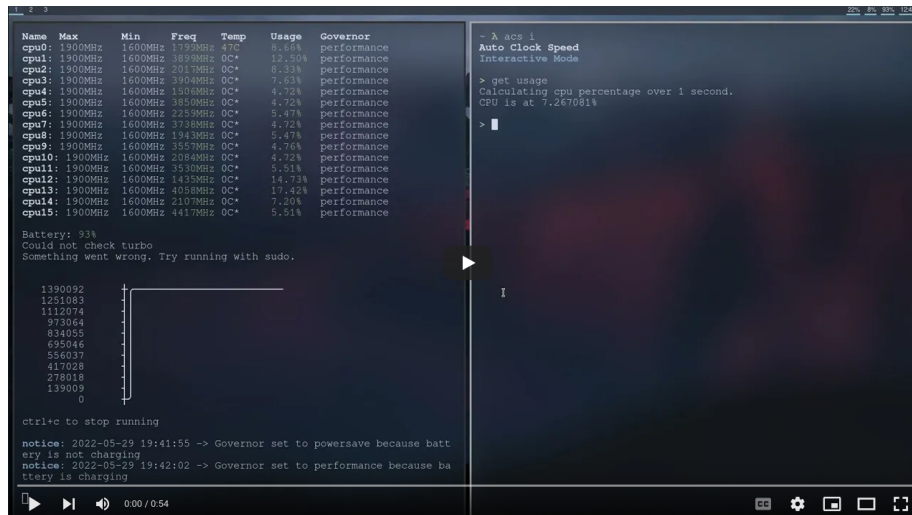 1 2 3
22% 8% 93% 12:4
Name Max Min Freq Temp Usage Governor
cpu0: 1900MHz 1600MHz 1795MHz 47C 8.66% performance
cpu1: 1900MHz 1600MHz 3899MHz 0C* 12.50% performance
cpu2: 1900MHz 1600MHz 2017MHz 0C* 8.33% performance
cpu3: 1900MHz 1600MHz 3904MHz 0C* 7.63% performance
cpu4: 1900MHz 1600MHz 1506MHz 0C* 4.72% performance
cpu5: 1900MHz 1600MHz 3850MHz 0C* 4.72% performance
cpu6: 1900MHz 1600MHz 2259MHz 0C* 5.47% performance
cpu7: 1900MHz 1600MHz 3738MHz 0C* 4.72% performance
cpu8: 1900MHz 1600MHz 1943MHz 0C* 5.47% performance
cpu9: 1900MHz 1600MHz 3557MHz 0C* 4.76% performance
cpu10: 1900MHz 1600MHz 2084MHz 0C* 4.72% performance
cpu11: 1900MHz 1600MHz 3530MHz 0C* 5.51% performance
cpu12: 1900MHz 1600MHz 1435MHz 0C* 14.73% performance
cpu13: 1900MHz 1600MHz 4058MHz 0C* 17.42% performance
cpu14: 1900MHz 1600MHz 2107MHz 0C* 7.20% performance
cpu15: 1900MHz 1600MHz 4417MHz 0C* 5.51% performance
Battery: 93%
Could not check turbo
Something went wrong. Try running with sudo.
1390092
1251083
1112074
973064
834055
695046
556037
417028
278018
139009
0
ctrl+c to stop running
notice: 2022-05-29 19:41:55 -> Governor set to powersave because batt
ery is not charging
notice: 2022-05-29 19:42:02 -> Governor set to performance because ba
ttery is charging
~ λ acs i
Auto Clock Speed
Interactive Mode
> get usage
Calculating cpu percentage over 1 second.
CPU is at 7.267081%
>
0:00 / 0:54
CC